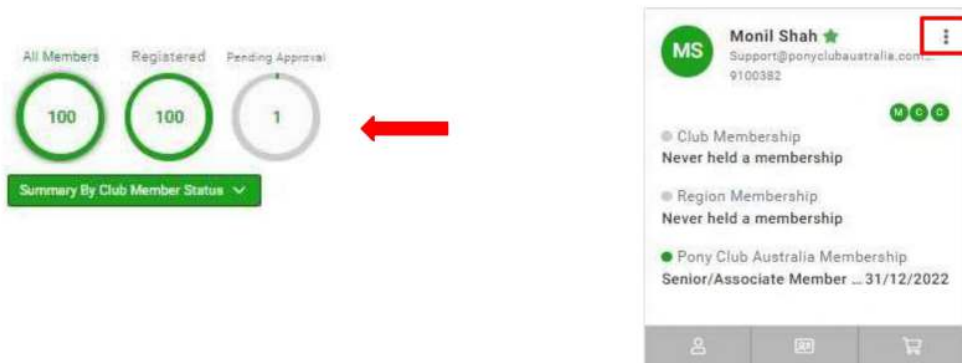 All Members Registered Pending Approval
100 100 1
Summary By Club Member Status
MS
Monil Shah
Support@ponyclubaustralia.com...
9100382
M C C
Club Membership
Never held a membership
Region Membership
Never held a membership
Pony Club Australia Membership
Senior/Associate Member ... 31/12/2022